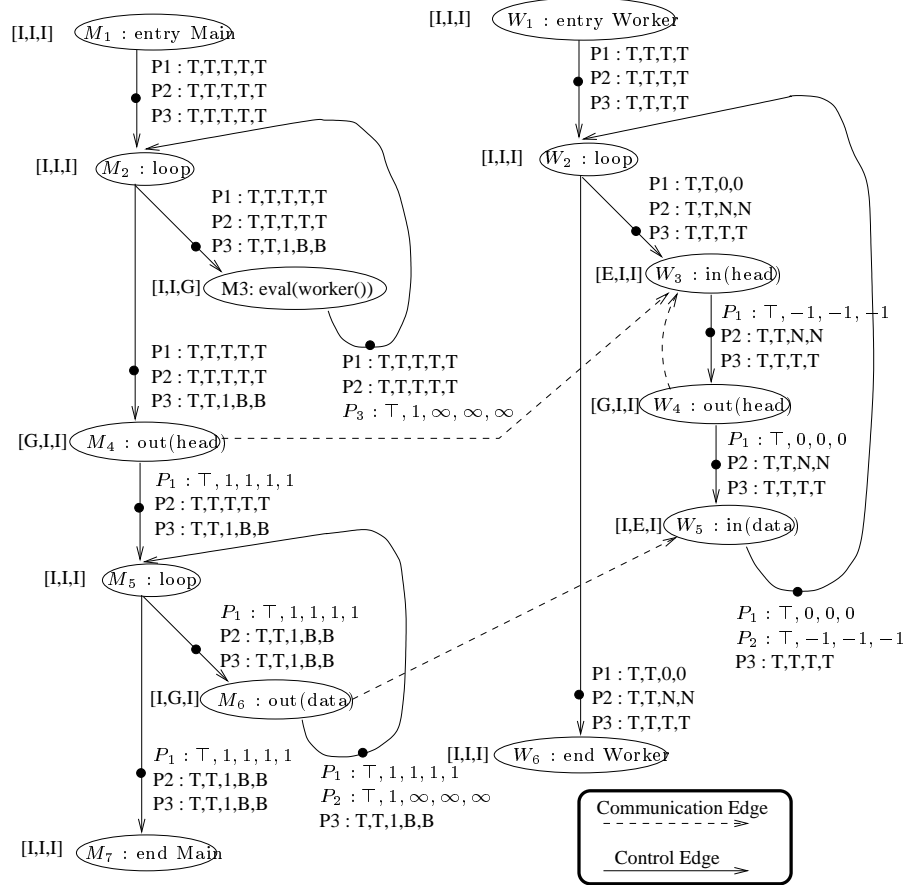 [I,I,I] M1 : entry Main
P1 : T,T,T,T,T
P2 : T,T,T,T,T
P3 : T,T,T,T,T
[I,I,I] M2 : loop
P1 : T,T,T,T,T
P2 : T,T,T,T,T
P3 : T,T,1,B,B
[I,I,G] M3: eval(worker())
P1 : T,T,T,T,T
P2 : T,T,T,T,T
P3 : ⊤, 1, ∞, ∞, ∞
P1 : T,T,T,T,T
P2 : T,T,T,T,T
P3 : T,T,1,B,B
[G,I,I] M4 : out(head)
P1 : ⊤, 1, 1, 1, 1
P2 : T,T,T,T,T
P3 : T,T,1,B,B
[I,I,I] M5 : loop
P1 : ⊤, 1, 1, 1, 1
P2 : T,T,1,B,B
P3 : T,T,1,B,B
[I,G,I] M6 : out(data)
P1 : ⊤, 1, 1, 1, 1
P2 : ⊤, 1, ∞, ∞, ∞
P3 : T,T,1,B,B
P1 : ⊤, 1, 1, 1, 1
P2 : T,T,1,B,B
P3 : T,T,1,B,B
[I,I,I] M7 : end Main
[I,I,I] W1 : entry Worker
P1 : T,T,T,T
P2 : T,T,T,T
P3 : T,T,T,T
[I,I,I] W2 : loop
P1 : T,T,0,0
P2 : T,T,N,N
P3 : T,T,T,T
[E,I,I] W3 : in(head)
P1 : ⊤, −1, −1, −1
P2 : T,T,N,N
P3 : T,T,T,T
[G,I,I] W4 : out(head)
P1 : ⊤, 0, 0, 0
P2 : T,T,N,N
P3 : T,T,T,T
[I,E,I] W5 : in(data)
P1 : ⊤, 0, 0, 0
P2 : ⊤, −1, −1, −1
P3 : T,T,T,T
P1 : T,T,0,0
P2 : T,T,N,N
P3 : T,T,T,T
[I,I,I] W6 : end Worker
Communication Edge
Control Edge